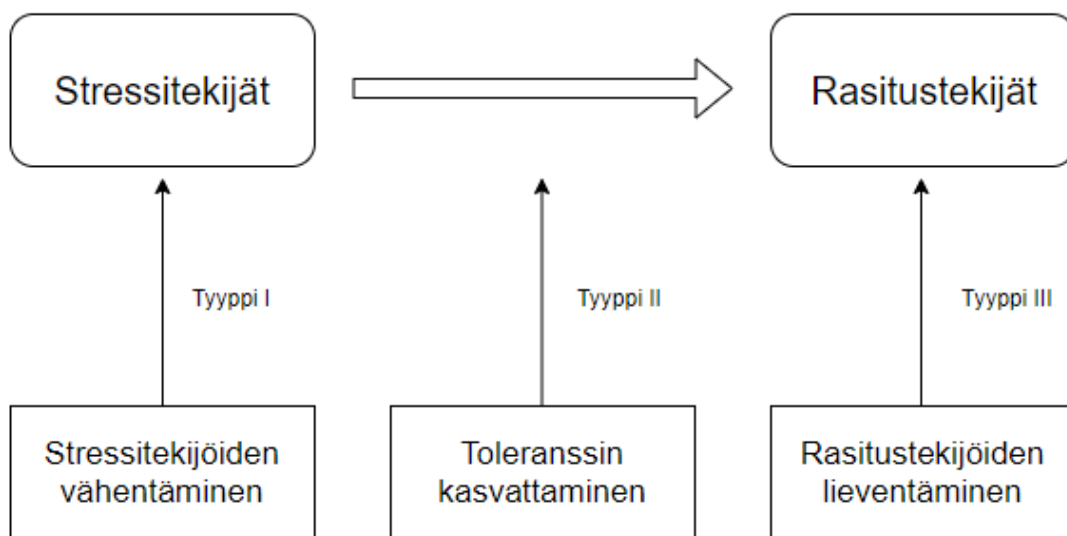 Stressitekijät
Rasitustekijät
Tyyppi I
Tyyppi II
Tyyppi III
Stressitekijöiden
vähentäminen
Toleranssin
kasvattaminen
Rasitustekijöiden
lieventäminen